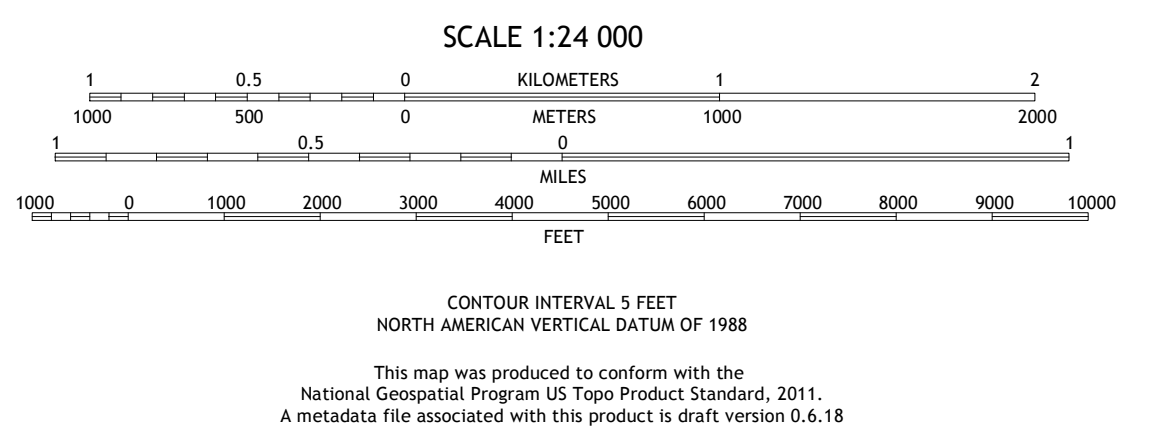 SCALE 1:24 000
1 0.5 0 KILOMETERS 1 2
1000 500 0 METERS 1000 2000
1 0.5 0 1
MILES
1000 0 1000 2000 3000 4000 5000 6000 7000 8000 9000 10000
FEET
CONTOUR INTERVAL 5 FEET
NORTH AMERICAN VERTICAL DATUM OF 1988
This map was produced to conform with the
National Geospatial Program US Topo Product Standard, 2011.
A metadata file associated with this product is draft version 0.6.18